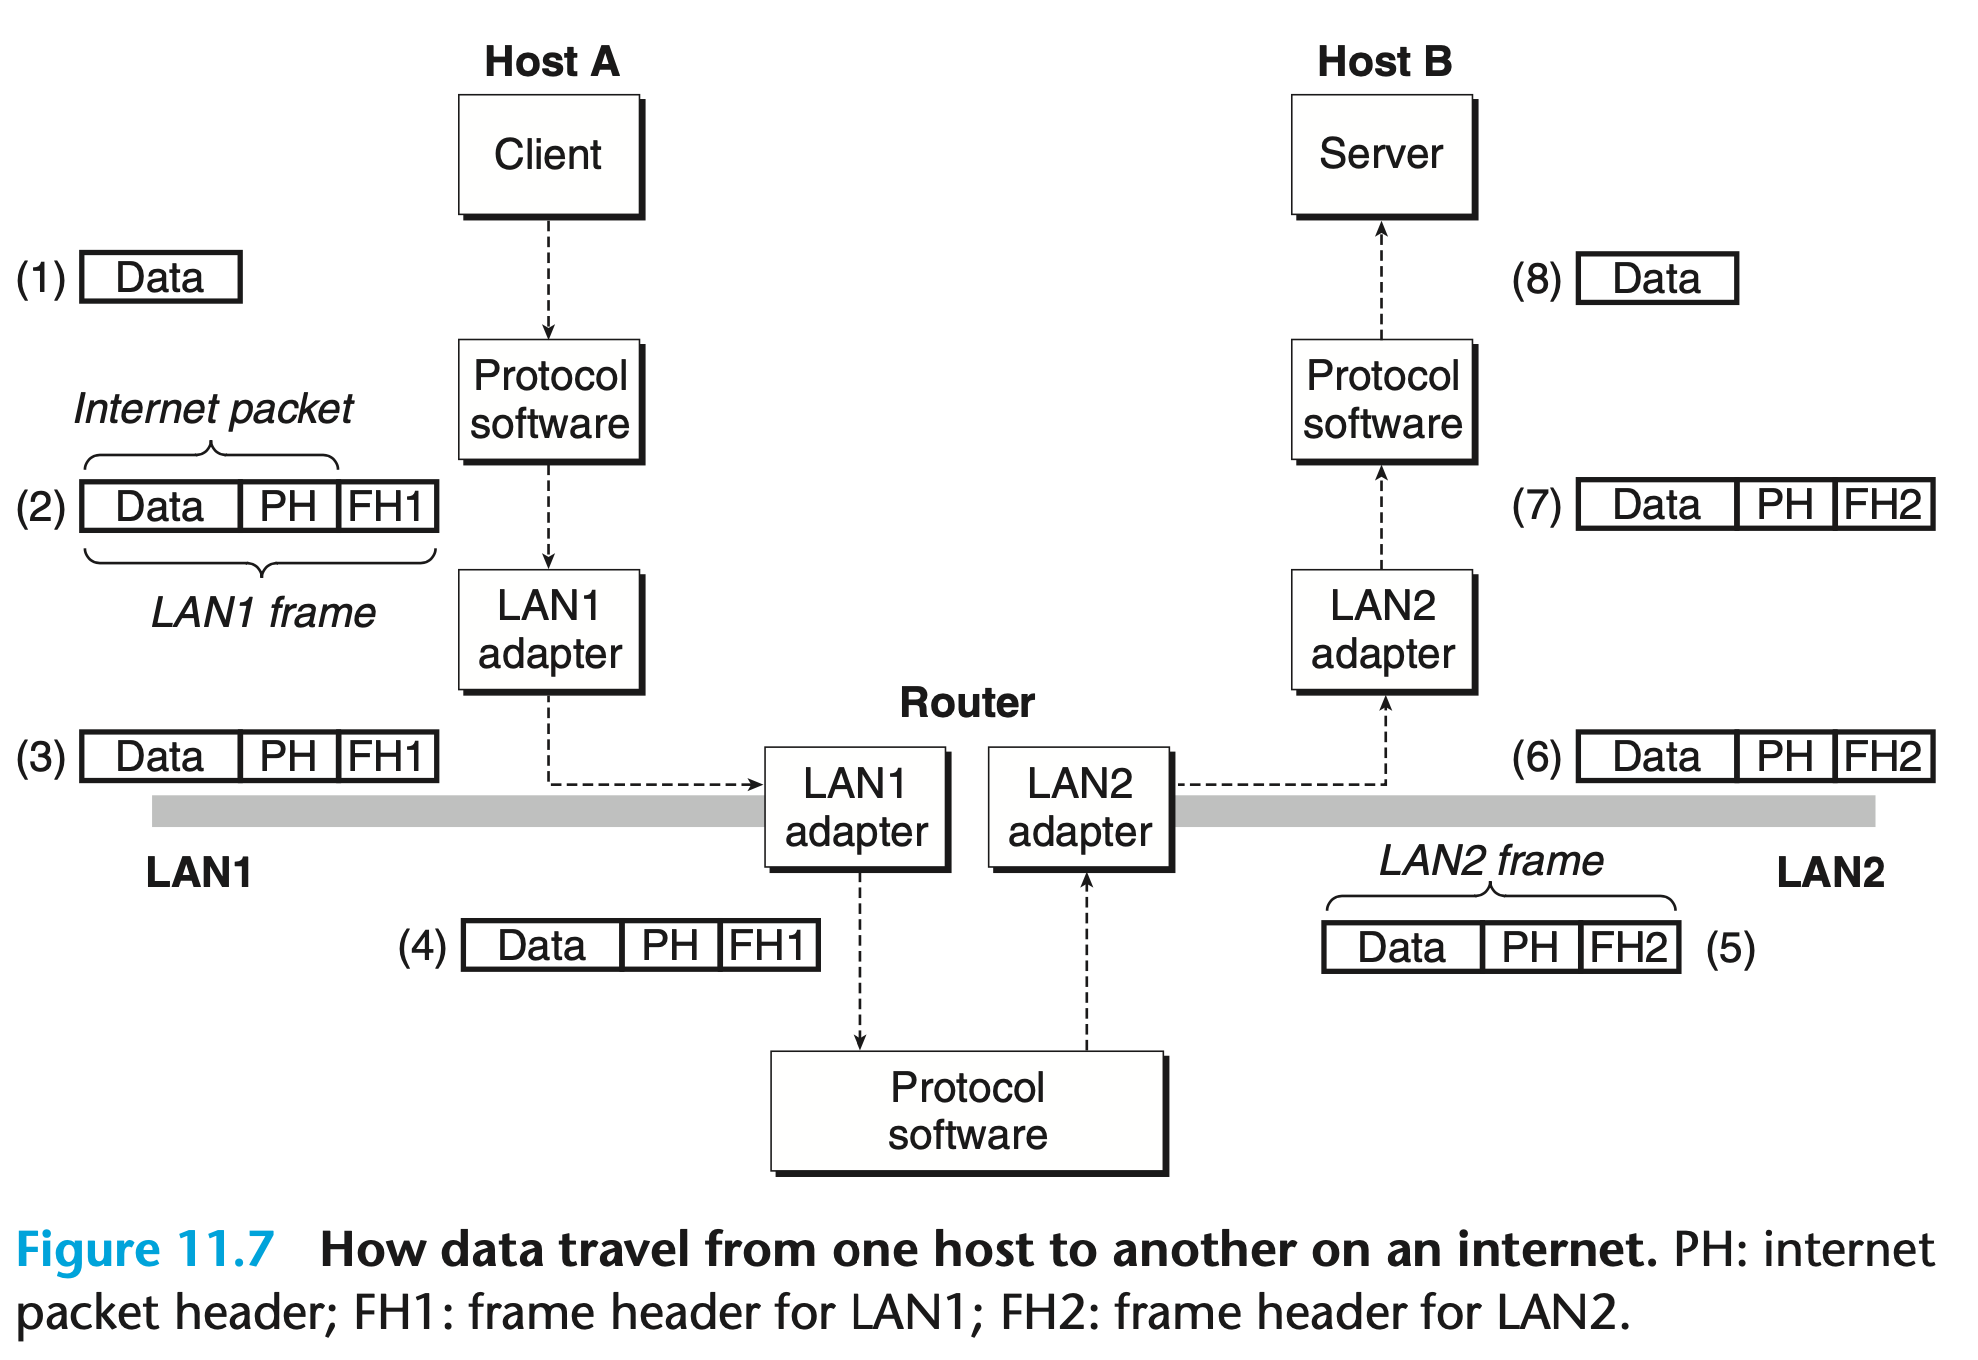 Host A
Host B
Client
Server
(1) Data
(8) Data
Protocol
software
Protocol
software
Internet packet
(2) Data PH FH1
(7) Data PH FH2
LAN1 frame
LAN1
adapter
LAN2
adapter
Router
(3) Data PH FH1
(6) Data PH FH2
LAN1
adapter
LAN2
adapter
LAN1
LAN2 frame
LAN2
(4) Data PH FH1
Data PH FH2 (5)
Protocol
software
Figure 11.7 How data travel from one host to another on an internet. PH: internet
packet header; FH1: frame header for LAN1; FH2: frame header for LAN2.